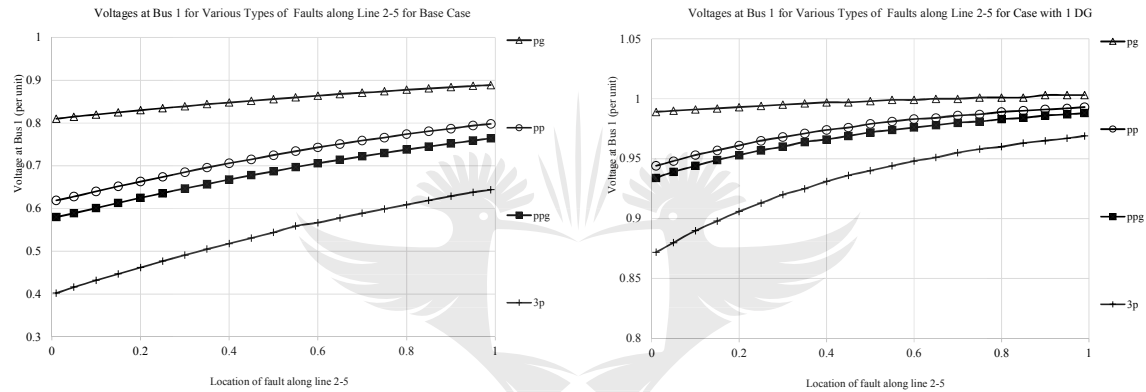 Voltages at Bus 1 for Various Types of Faults along Line 2-5 for Base Case
Voltage at Bus 1 (per unit)
1
0.9
0.8
0.7
0.6
0.5
0.4
0.3
0
0.2
0.4
0.6
0.8
1
Location of fault along line 2-5
pg
pp
ppg
3p
Voltages at Bus 1 for Various Types of Faults along Line 2-5 for Case with 1 DG
Voltage at Bus 1 (per unit)
1.05
1
0.95
0.9
0.85
0.8
0
0.2
0.4
0.6
0.8
1
Location of fault along line 2-5
pg
pp
ppg
3p